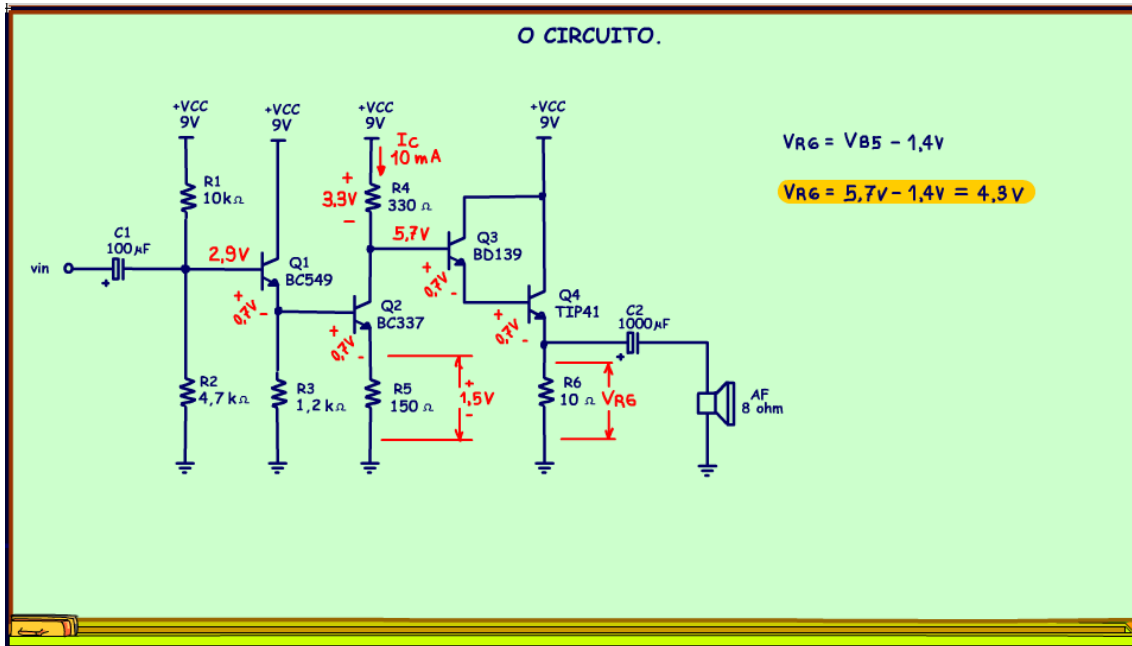 O CIRCUITO.
+VCC
9V
+VCC
9V
+VCC
9V
+VCC
9V
Ic
10 mA
VR6 = VB5 - 1,4V
VR6 = 5,7V - 1,4V = 4,3V
R1
10kΩ
+
3.3V
-
R4
330 Ω
C1
100µF
vin
+
2,9V
Q1
BC549
5,7V
Q3
BD139
+
0,7V
-
+
0,7V
-
Q2
BC337
+
0,7V
-
Q4
TIP41
+
0,7V
-
C2
1000µF
+
R2
4,7 kΩ
R3
1,2 kΩ
R5
150 Ω
+
1,5V
-
R6
10 Ω
VR6
AF
8 ohm